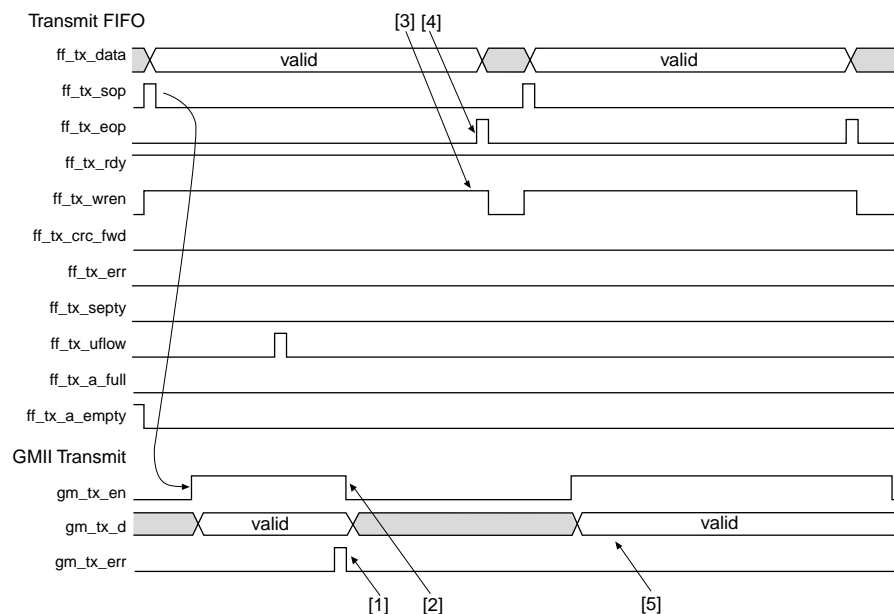 Transmit FIFO
[3] [4]
ff_tx_data valid valid
ff_tx_sop
ff_tx_eop
ff_tx_rdy
ff_tx_wren
ff_tx_crc_fwd
ff_tx_err
ff_tx_septy
ff_tx_uflow
ff_tx_a_full
ff_tx_a_empty
GMII Transmit
gm_tx_en
gm_tx_d valid valid
gm_tx_err
[1] [2] [5]